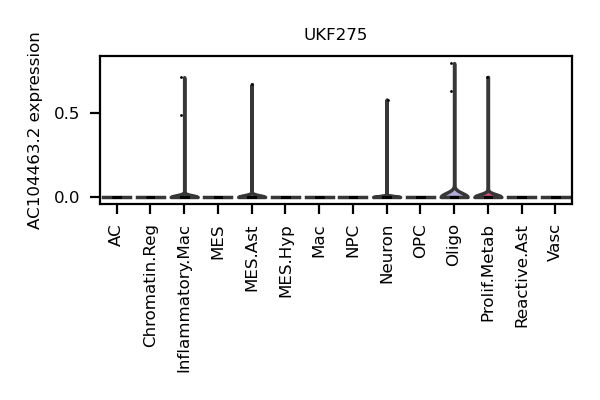 UKF275
AC104463.2 expression
0.5
0.0
AC
Chromatin.Reg
Inflammatory.Mac
MES
MES.Ast
MES.Hyp
Mac
NPC
Neuron
OPC
Oligo
Prolif.Metab
Reactive.Ast
Vasc